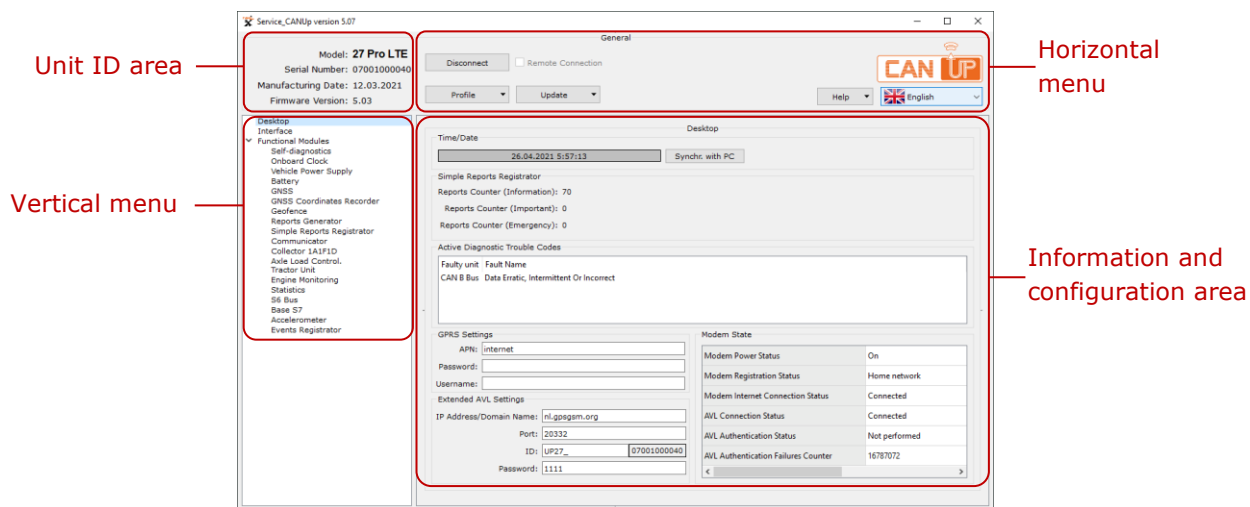 Service_CANUp version 5.07
Unit ID area
Model: 27 Pro LTE
Serial Number: 07001000040
Manufacturing Date: 12.03.2021
Firmware Version: 5.03
General
Disconnect
Remote Connection
Profile
Update
CAN UP
Help
English
Horizontal
menu
Vertical menu
Desktop
Interface
Functional Modules
Self-diagnostics
Onboard Clock
Vehicle Power Supply
Battery
GNSS
GNSS Coordinates Recorder
Geofence
Reports Generator
Simple Reports Registrator
Communicator
Collector 1A1F1D
Axle Load Control.
Tractor Unit
Engine Monitoring
Statistics
S6 Bus
Base S7
Accelerometer
Events Registrator
Desktop
Time/Date
26.04.2021 5:57:13
Synchr. with PC
Simple Reports Registrator
Reports Counter (Information): 70
Reports Counter (Important): 0
Reports Counter (Emergency): 0
Active Diagnostic Trouble Codes
Faulty unit Fault Name
CAN B Bus Data Erratic, Intermittent Or Incorrect
GPRS Settings
APN: internet
Password:
Username:
Extended AVL Settings
IP Address/Domain Name: nl.gpsgsm.org
Port: 20332
ID: UP27_ 07001000040
Password: 1111
Modem State
Modem Power Status On
Modem Registration Status Home network
Modem Internet Connection Status Connected
AVL Connection Status Connected
AVL Authentication Status Not performed
AVL Authentication Failures Counter 16787072
Information and
configuration area